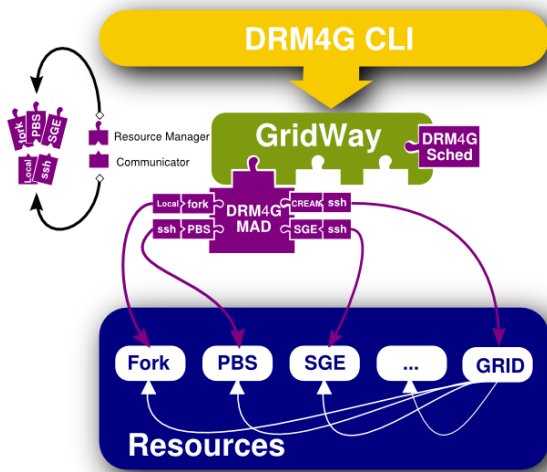 DRM4G CLI
fork
PBS
SGE
Local
ssh
Resource Manager
Communicator
GridWay
DRM4G
Sched
Local fork
ssh PBS
DRM4G
MAD
CREAM ssh
SGE ssh
Fork
PBS
SGE
...
GRID
Resources